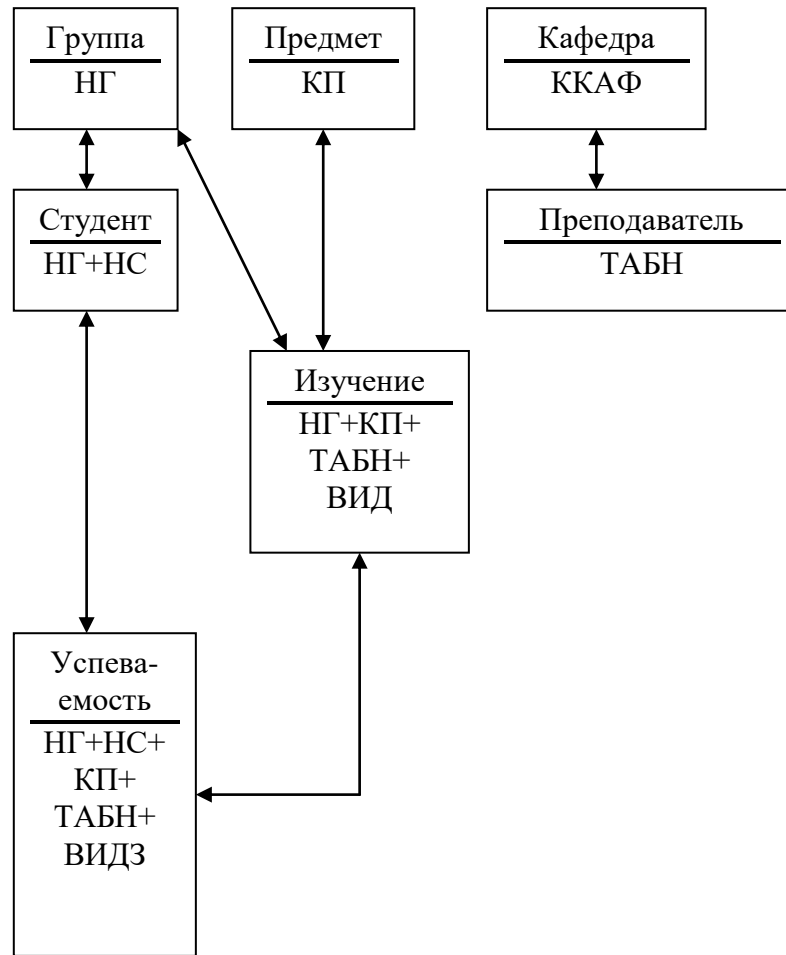 Группа
НГ
Предмет
КП
Кафедра
ККАФ
Студент
НГ+НС
Преподаватель
ТАБН
Изучение
НГ+КП+
ТАБН+
ВИД
Успева-
емость
НГ+НС+
КП+
ТАБН+
ВИДЗ